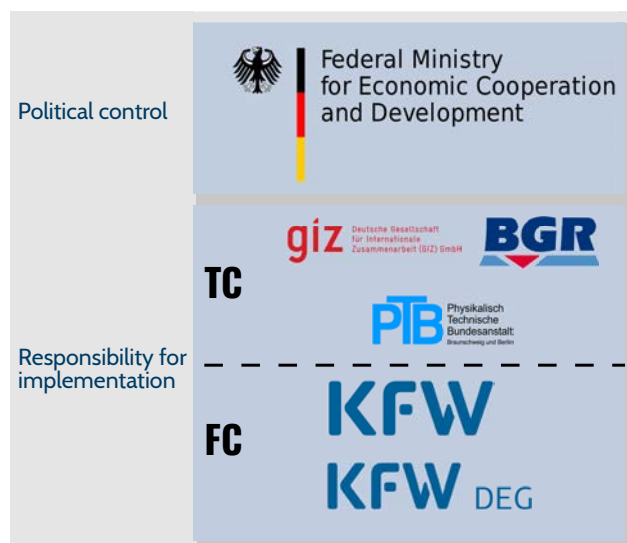 Political control
Federal Ministry
for Economic Cooperation
and Development
Responsibility for
implementation
TC
giz
Deutsche Gesellschaft
für Internationale
Zusammenarbeit (GIZ) GmbH
BGR
PTB
Physikalisch
Technische
Bundesanstalt
Braunschweig und Berlin
FC
KFW
KFW DEG